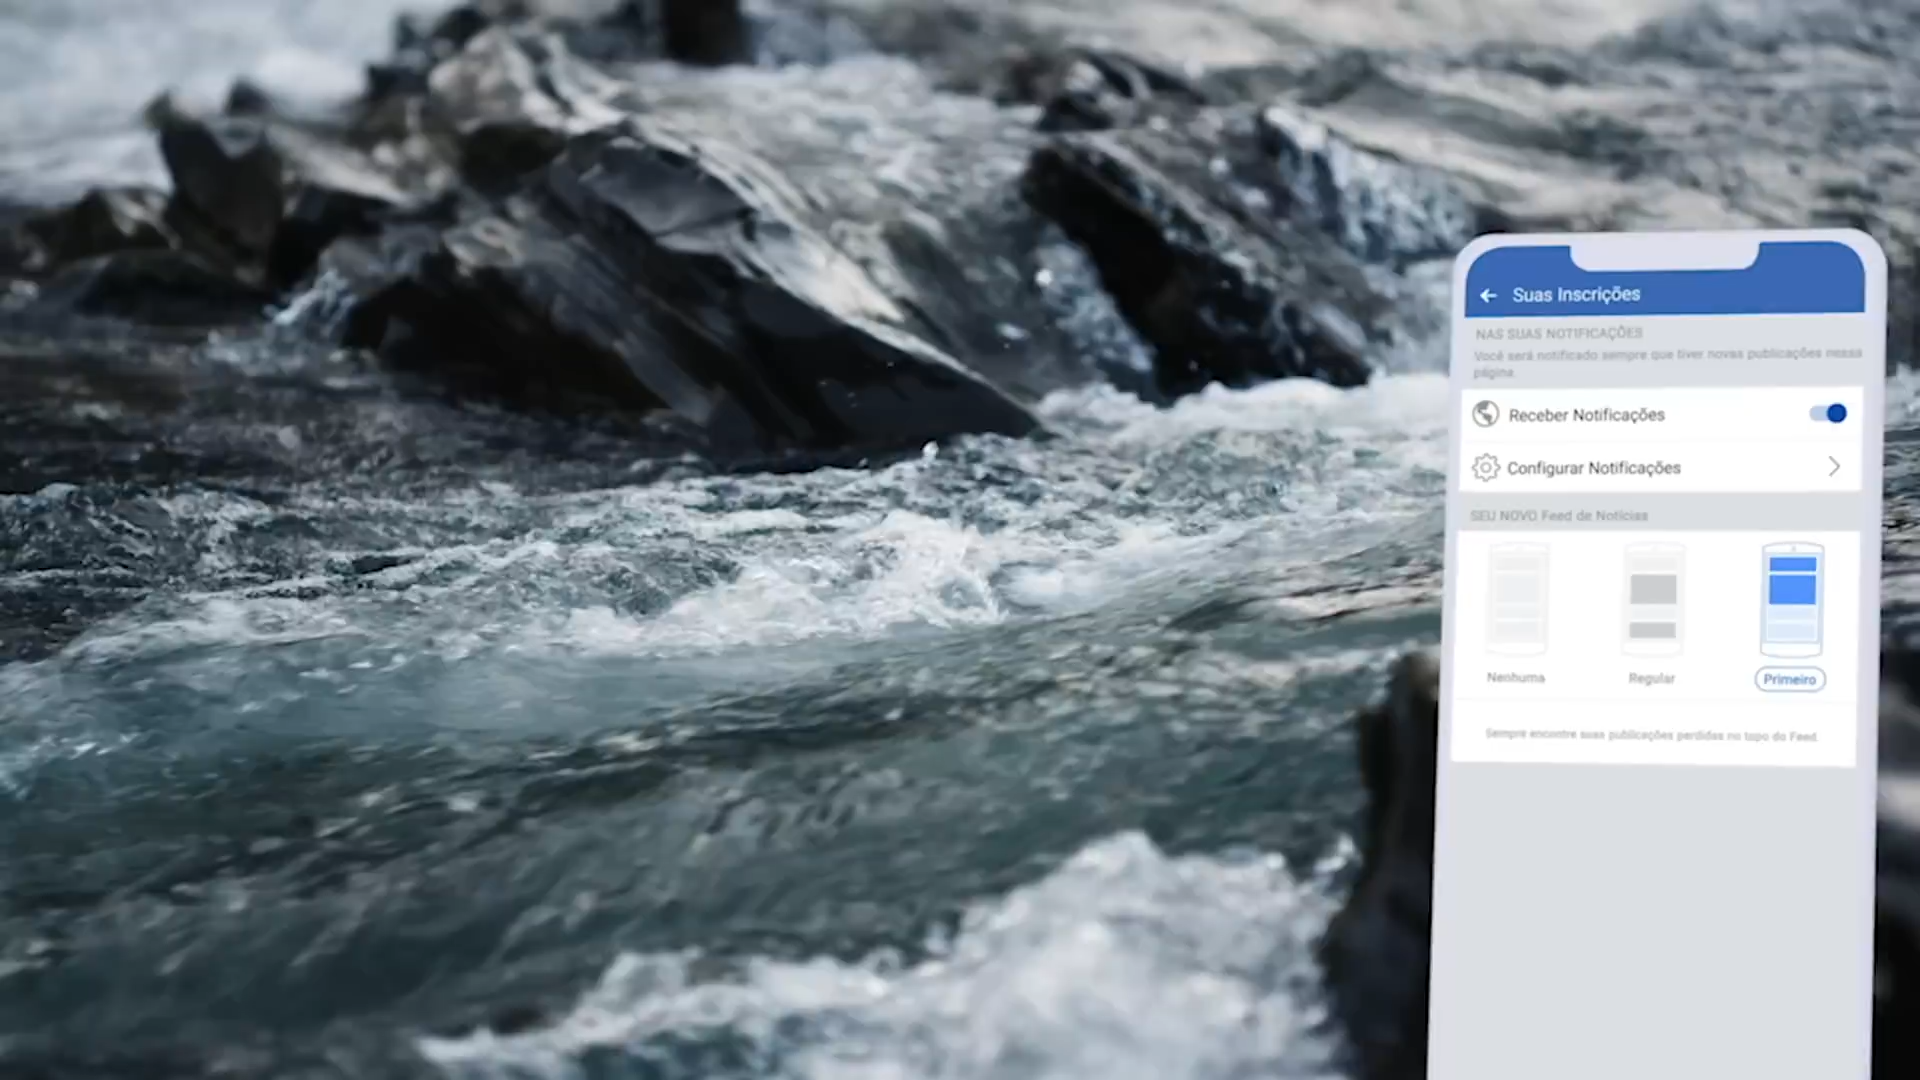 Suas Inscrições
NAS SUAS NOTIFICAÇÕES
Você será notificado sempre que tiver novas publicações nessa
página.
Receber Notificações
Configurar Notificações
SEU NOVO Feed de Notícias
Nenhuma Regular Primeiro
Sempre encontre suas publicações perdidas no topo do Feed